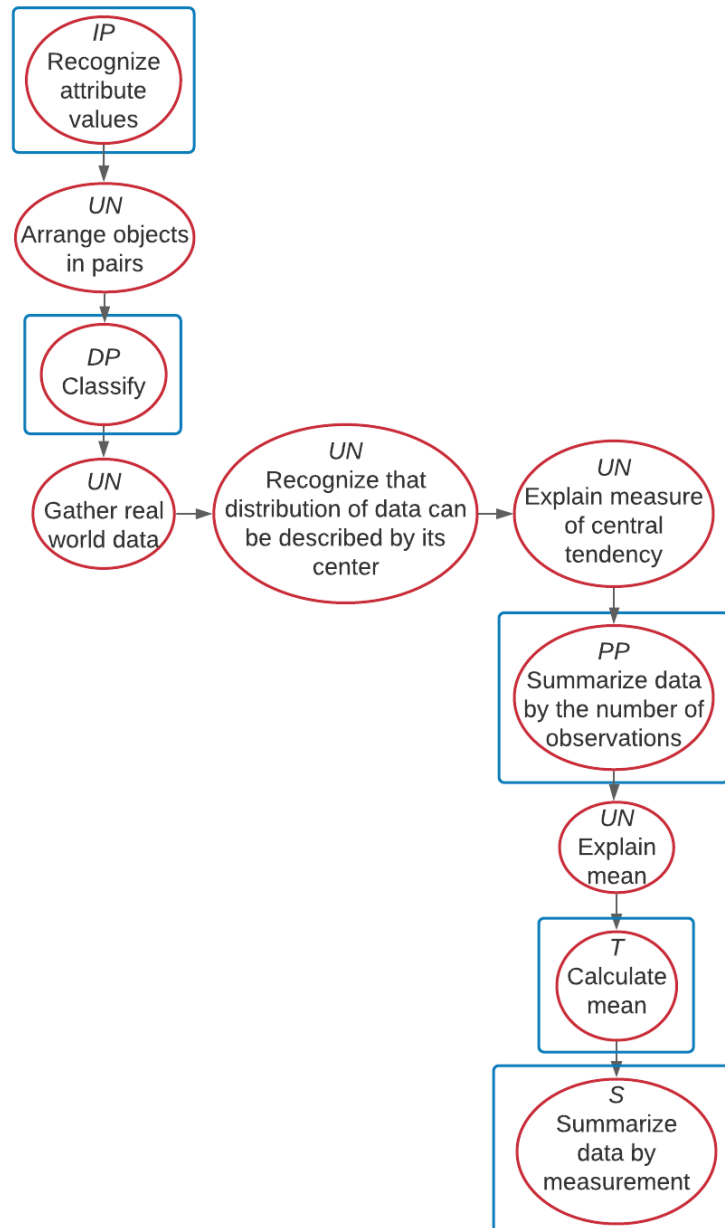 IP
Recognize
attribute
values
UN
Arrange objects
in pairs
DP
Classify
UN
Gather real
world data
UN
Recognize that
distribution of data can
be described by its
center
UN
Explain measure
of central
tendency
PP
Summarize data
by the number of
observations
UN
Explain
mean
T
Calculate
mean
S
Summarize
data by
measurement